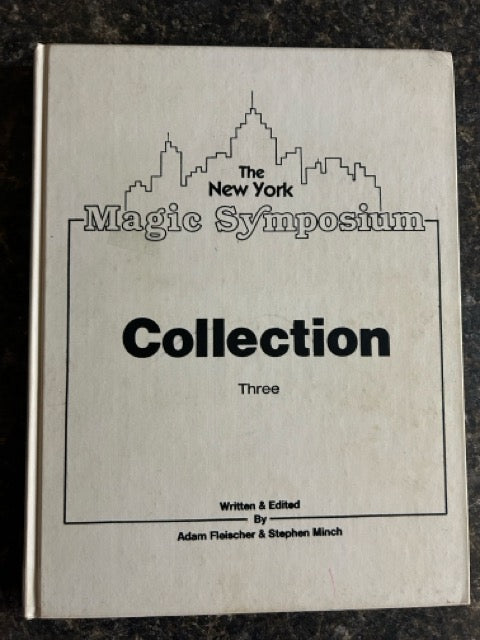 The
New York
Magic Symposium
Collection
Three
Written & Edited
By
Adam Fleischer & Stephen Minch